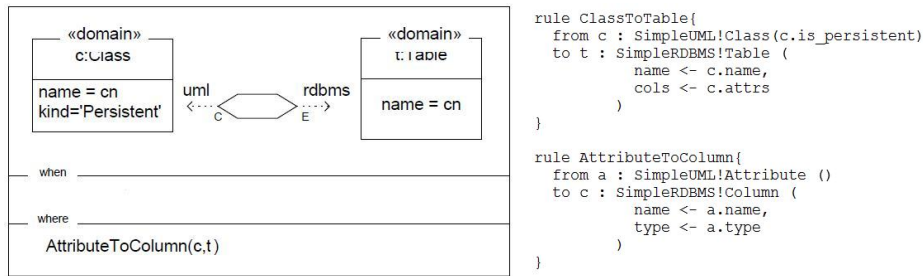 «domain»
c:Class
name = cn
kind='Persistent'
uml
C
rdbms
E
«domain»
t:Table
name = cn
when
where
AttributeToColumn(c,t)
rule ClassToTable{
from c : SimpleUML!Class(c.is_persistent)
to t : SimpleRDBMS!Table (
name <- c.name,
cols <- c.attrs
)
}
rule AttributeToColumn{
from a : SimpleUML!Attribute ()
to c : SimpleRDBMS!Column (
name <- a.name,
type <- a.type
)
}